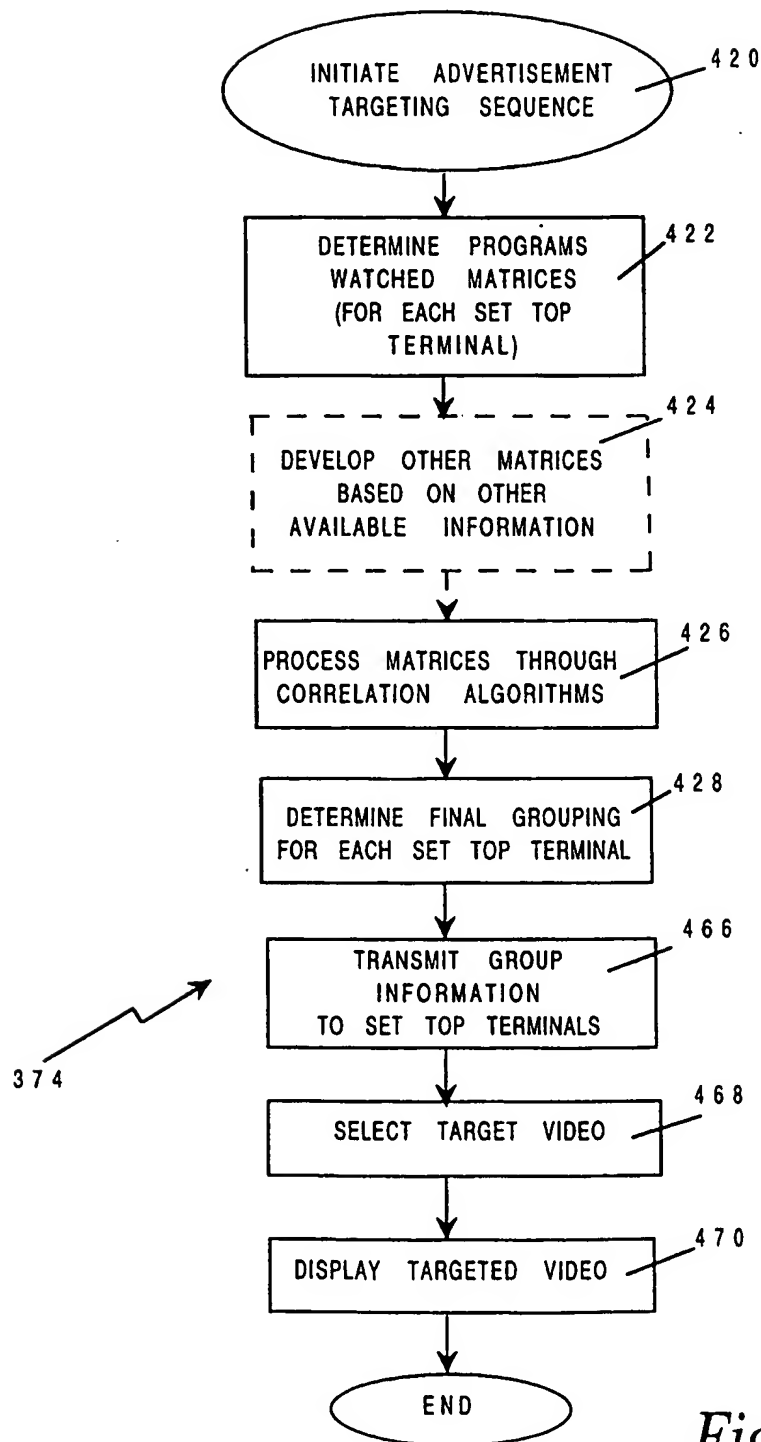 INITIATE ADVERTISEMENT
TARGETING SEQUENCE
420
DETERMINE PROGRAMS
WATCHED MATRICES
(FOR EACH SET TOP
TERMINAL)
422
424
DEVELOP OTHER MATRICES
BASED ON OTHER
AVAILABLE INFORMATION
PROCESS MATRICES THROUGH
CORRELATION ALGORITHMS
426
DETERMINE FINAL GROUPING
FOR EACH SET TOP TERMINAL
428
TRANSMIT GROUP
INFORMATION
TO SET TOP TERMINALS
466
374
SELECT TARGET VIDEO
468
DISPLAY TARGETED VIDEO
470
END